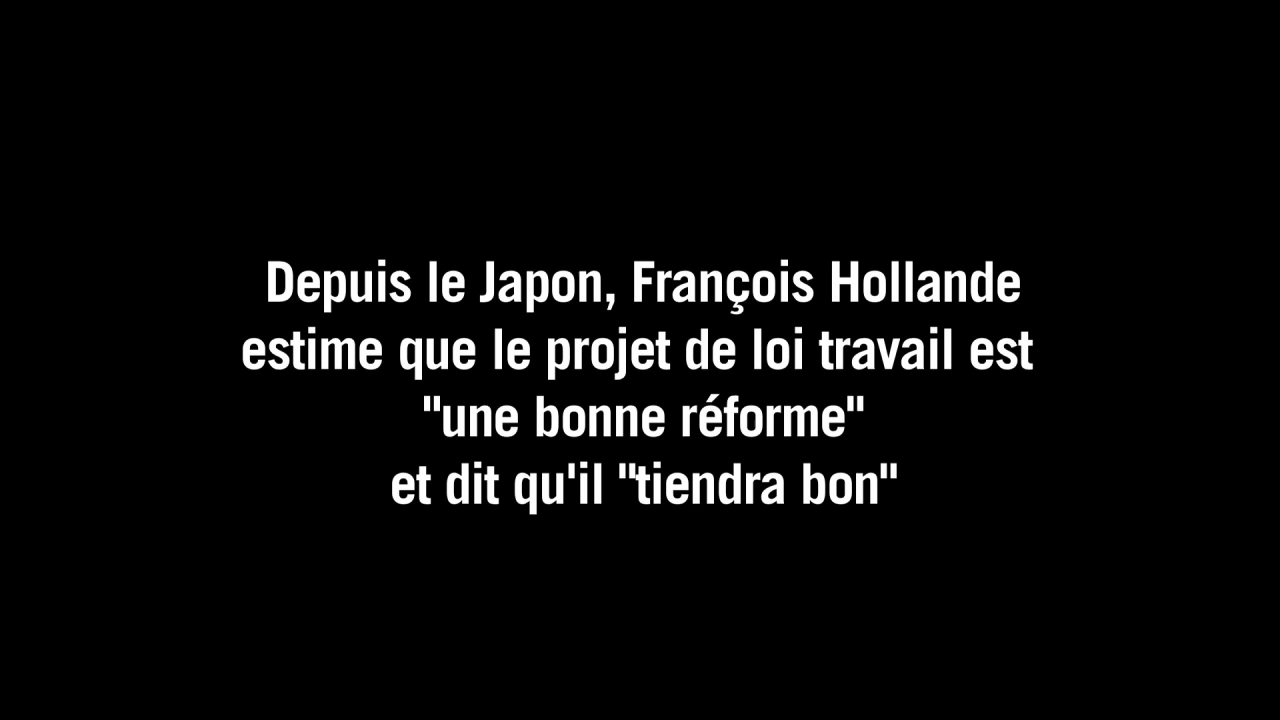 Depuis le Japon, François Hollande
estime que le projet de loi travail est
"une bonne réforme"
et dit qu'il "tiendra bon"